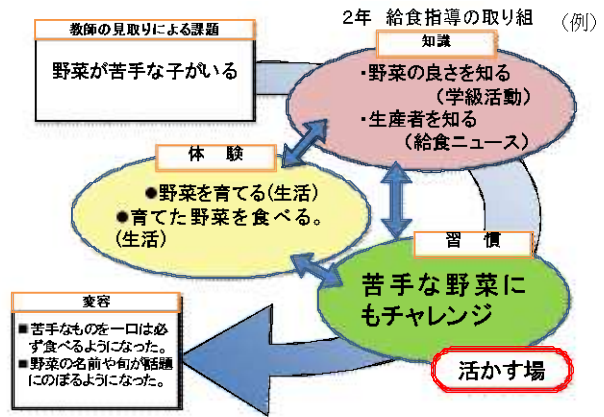 2年 給食指導の取り組 (例)
教師の見取りによる課題
野菜が苦手な子がいる
知識
・野菜の良さを知る
(学級活動)
・生産者を知る
(給食ニュース)
体 験
●野菜を育てる(生活)
●育てた野菜を食べる。
(生活)
習 慣
苦手な野菜に
もチャレンジ
活かす場
変容
■苦手なものを一口は必
ず食べるようになった。
■野菜の名前や旬が話題
にのぼるようになった。